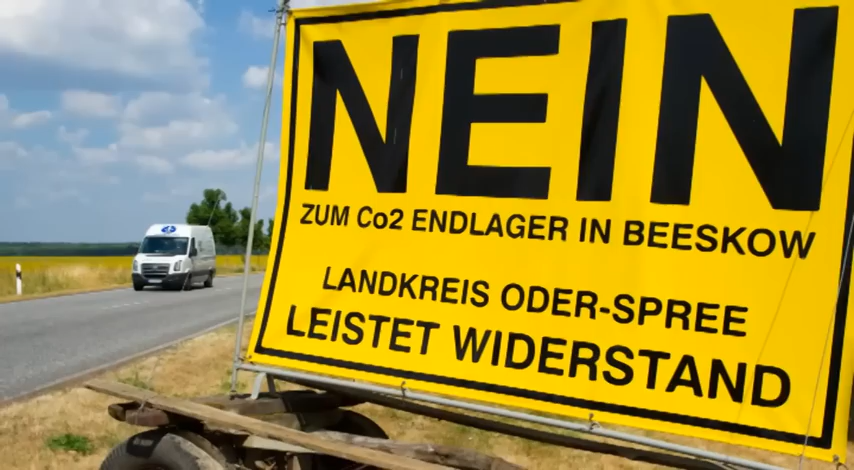 NEIN
ZUM Co2 ENDLAGER IN BEESKOW
LANDKREIS ODER-SPREE
LEISTET WIDERSTAND